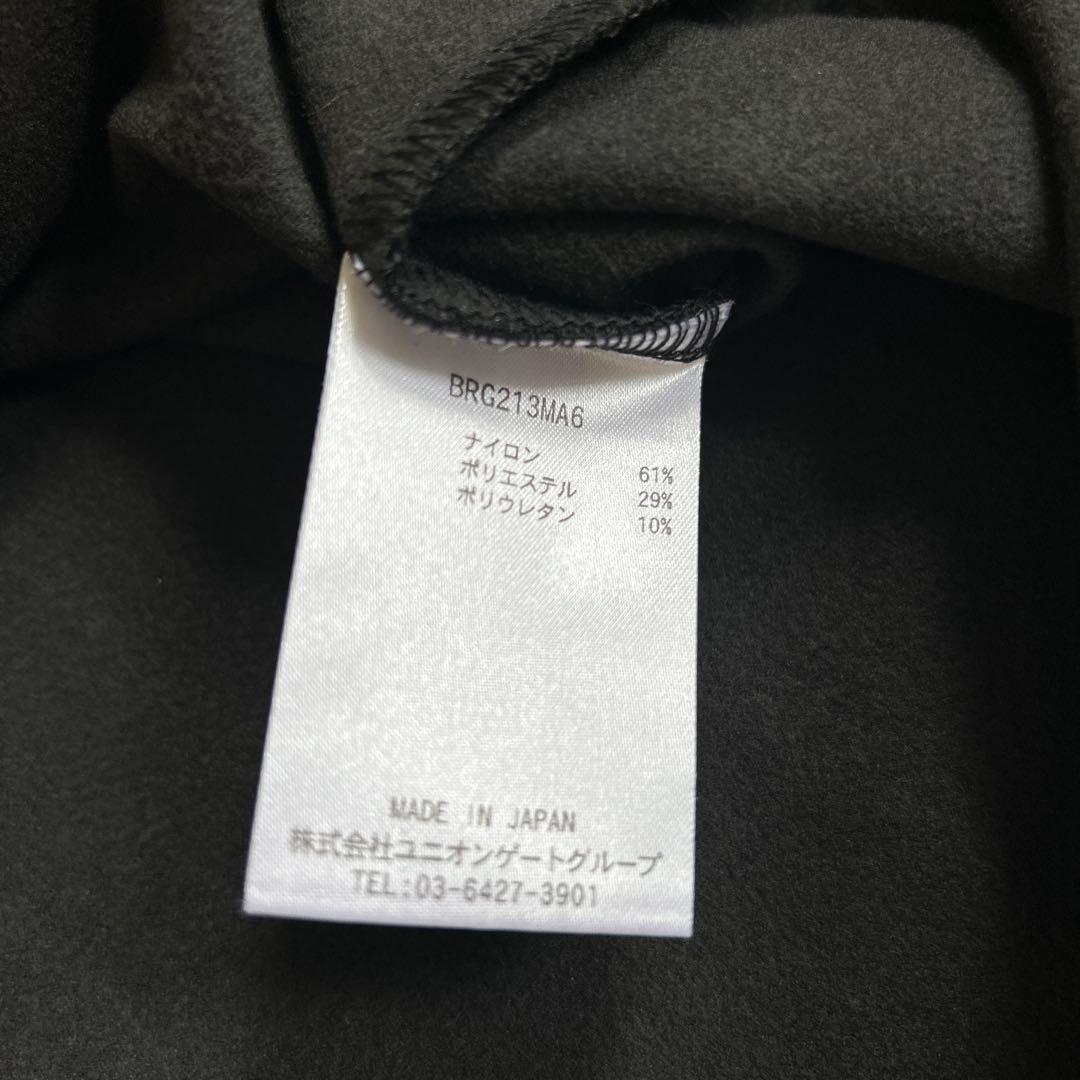 BRG213MA6
ナイロン 61%
ポリエステル 29%
ポリウレタン 10%
MADE IN JAPAN
株式会社ユニオンゲートグループ
TEL:03-6427-3901